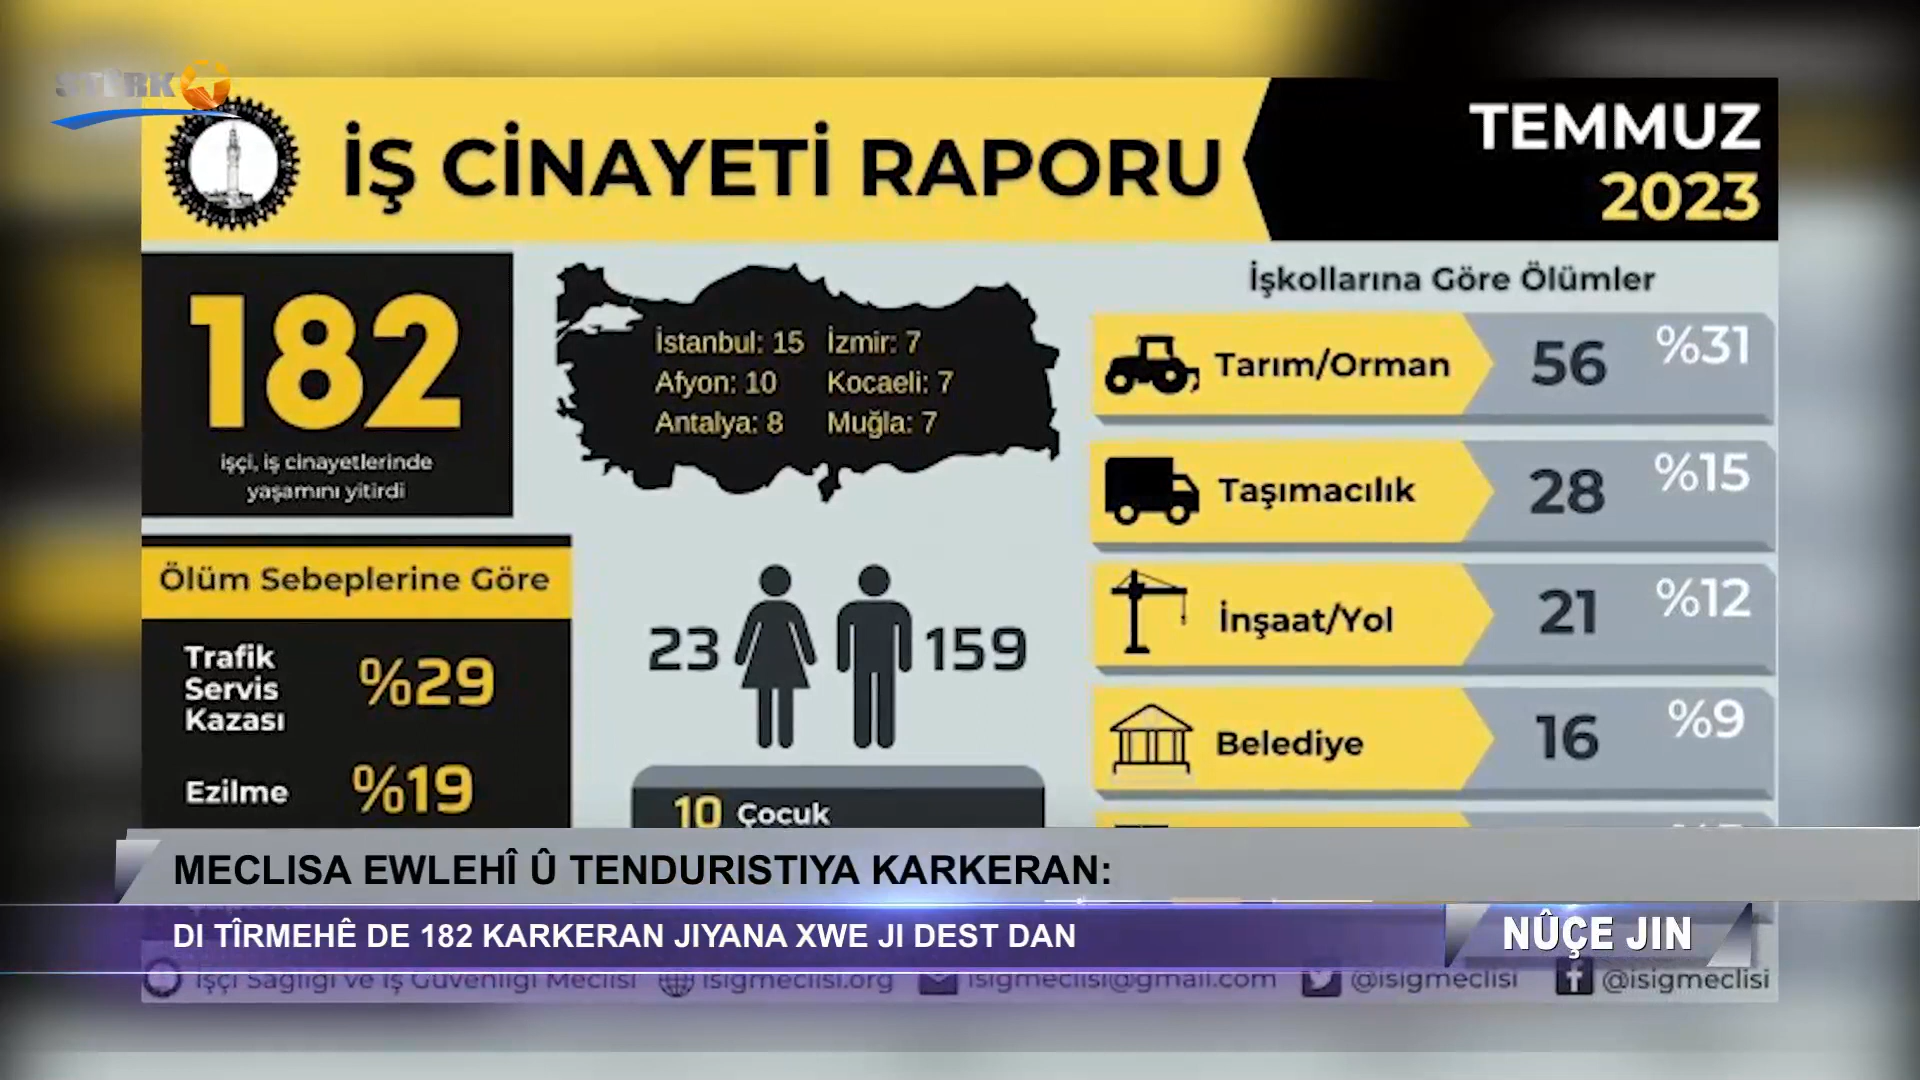 STÊRK
İŞ CİNAYETİ RAPORU
TEMMUZ
2023
182
işçi, iş cinayetlerinde
yaşamını yitirdi
İstanbul: 15 İzmir: 7
Afyon: 10 Kocaeli: 7
Antalya: 8 Muğla: 7
Ölüm Sebeplerine Göre
Trafik
Servis
Kazası
%29
Ezilme %19
23 159
10 Çocuk
İşkollarına Göre Ölümler
Tarım/Orman 56 %31
Taşımacılık 28 %15
İnşaat/Yol 21 %12
Belediye 16 %9
MECLISA EWLEHÎ Û TENDURISTIYA KARKERAN:
DI TÎRMEHÊ DE 182 KARKERAN JIYANA XWE JI DEST DAN
NÛÇE JIN
İşçi Sağlığı ve İş Güvenliği Meclisi isigmeclisi.org isigmeclisi@gmail.com @isigmeclisi @isigmeclisi